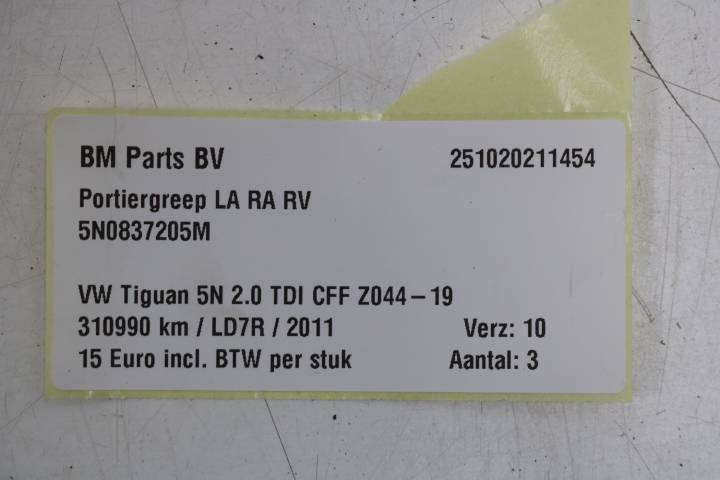 BM Parts BV 251020211454
Portiergreep LA RA RV
5N0837205M
VW Tiguan 5N 2.0 TDI CFF Z044-19
310990 km / LD7R / 2011 Verz: 10
15 Euro incl. BTW per stuk Aantal: 3